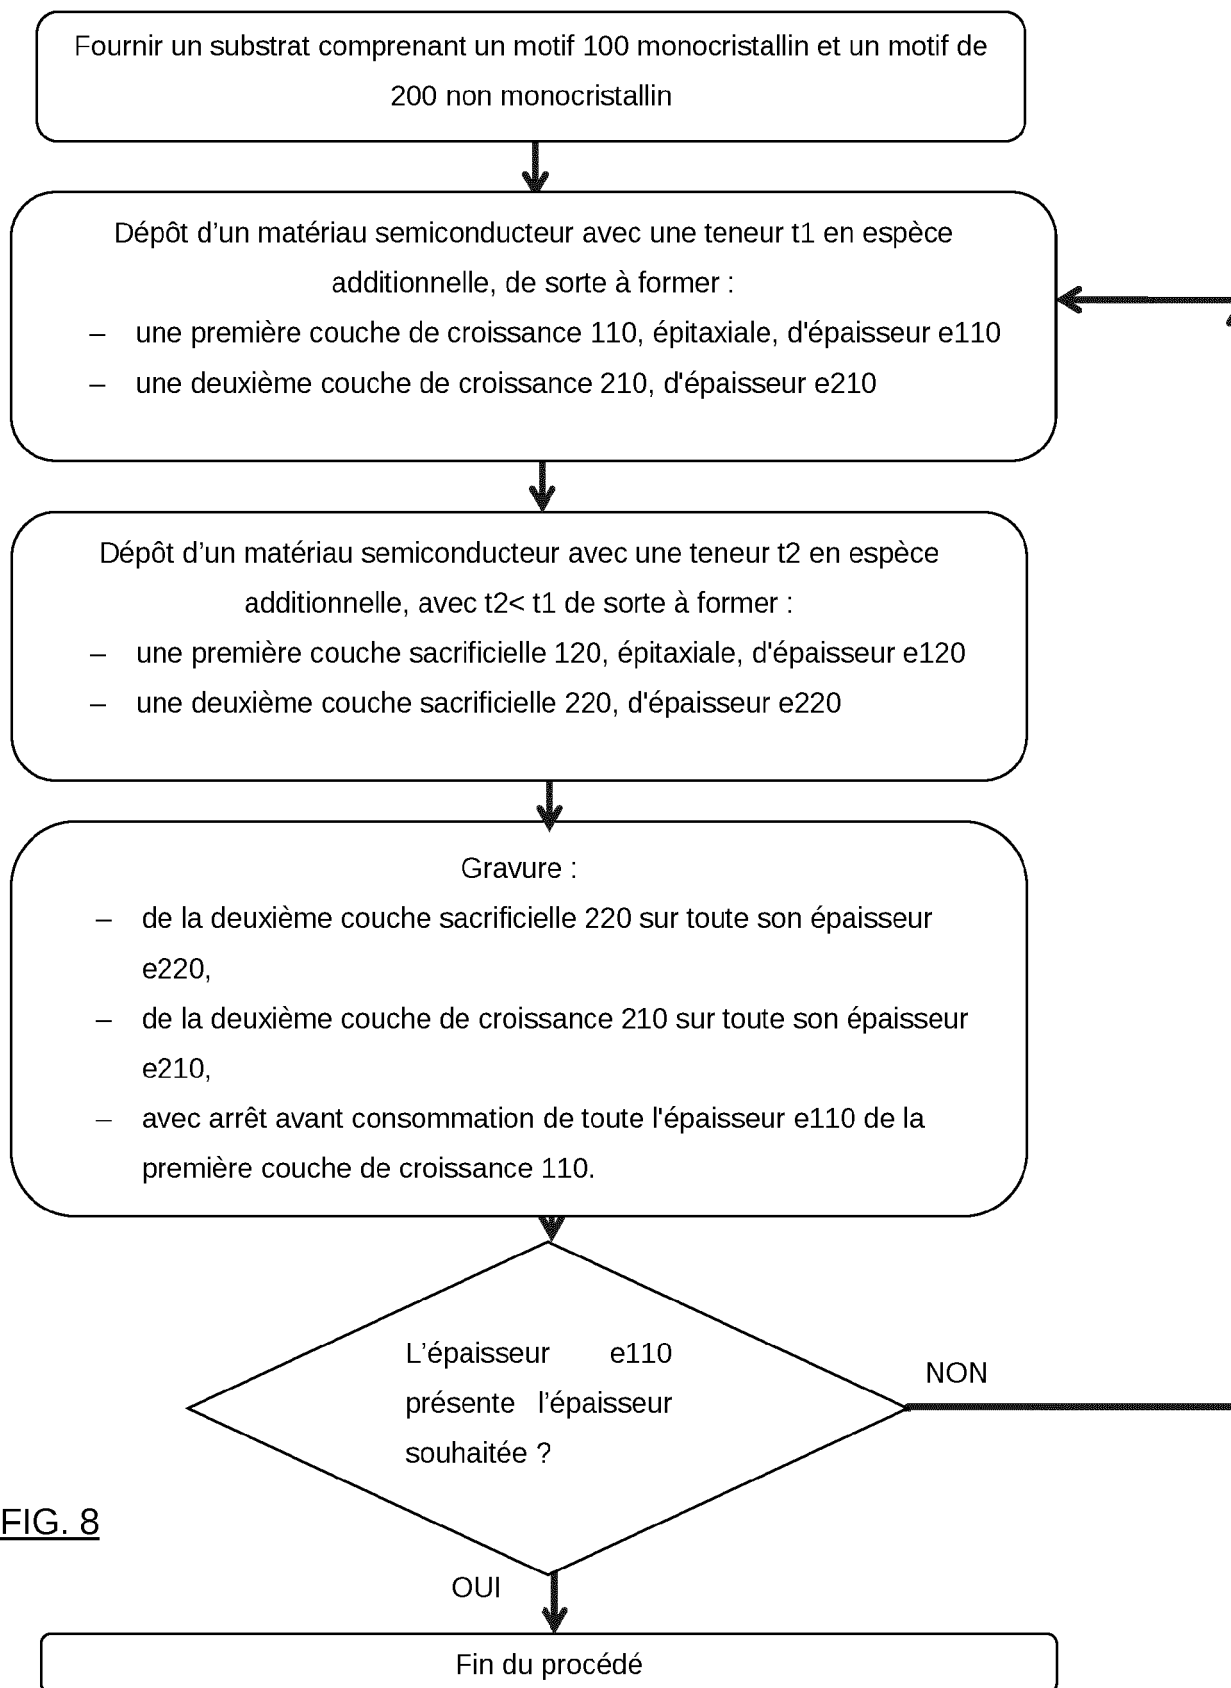 Fournir un substrat comprenant un motif 100 monocristallin et un motif de
200 non monocristallin
Dépôt d’un matériau semiconducteur avec une teneur t1 en espèce
additionnelle, de sorte à former :
– une première couche de croissance 110, épitaxiale, d'épaisseur e110
– une deuxième couche de croissance 210, d'épaisseur e210
Dépôt d’un matériau semiconducteur avec une teneur t2 en espèce
additionnelle, avec t2< t1 de sorte à former :
– une première couche sacrificielle 120, épitaxiale, d'épaisseur e120
– une deuxième couche sacrificielle 220, d'épaisseur e220
Gravure :
– de la deuxième couche sacrificielle 220 sur toute son épaisseur
e220,
– de la deuxième couche de croissance 210 sur toute son épaisseur
e210,
– avec arrêt avant consommation de toute l'épaisseur e110 de la
première couche de croissance 110.
L’épaisseur e110
présente l’épaisseur
souhaitée ?
NON
FIG. 8
OUI
Fin du procédé